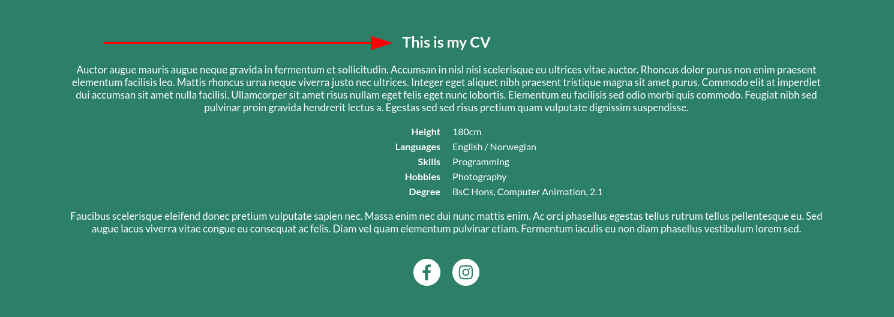 This is my CV
Auctor augue mauris augue neque gravida in fermentum et sollicitudin. Accumsan in nisl nisi scelerisque eu ultrices vitae auctor. Rhoncus dolor purus non enim praesent
elementum facilisis leo. Mattis rhoncus urna neque viverra justo nec ultrices. Integer eget aliquet nibh praesent tristique magna sit amet purus. Commodo elit at imperdiet
dui accumsan sit amet nulla facilisi. Ullamcorper sit amet risus nullam eget felis eget nunc lobortis. Elementum eu facilisis sed odio morbi quis commodo. Feugiat nibh sed
pulvinar proin gravida hendrerit lectus a. Egestas sed sed risus pretium quam vulputate dignissim suspendisse.
Height 180cm
Languages English / Norwegian
Skills Programming
Hobbies Photography
Degree BsC Hons, Computer Animation, 2.1
Faucibus scelerisque eleifend donec pretium vulputate sapien nec. Massa enim nec dui nunc mattis enim. Ac orci phasellus egestas tellus rutrum tellus pellentesque eu. Sed
augue lacus viverra vitae congue eu consequat ac felis. Diam vel quam elementum pulvinar etiam. Fermentum iaculis eu non diam phasellus vestibulum lorem sed.